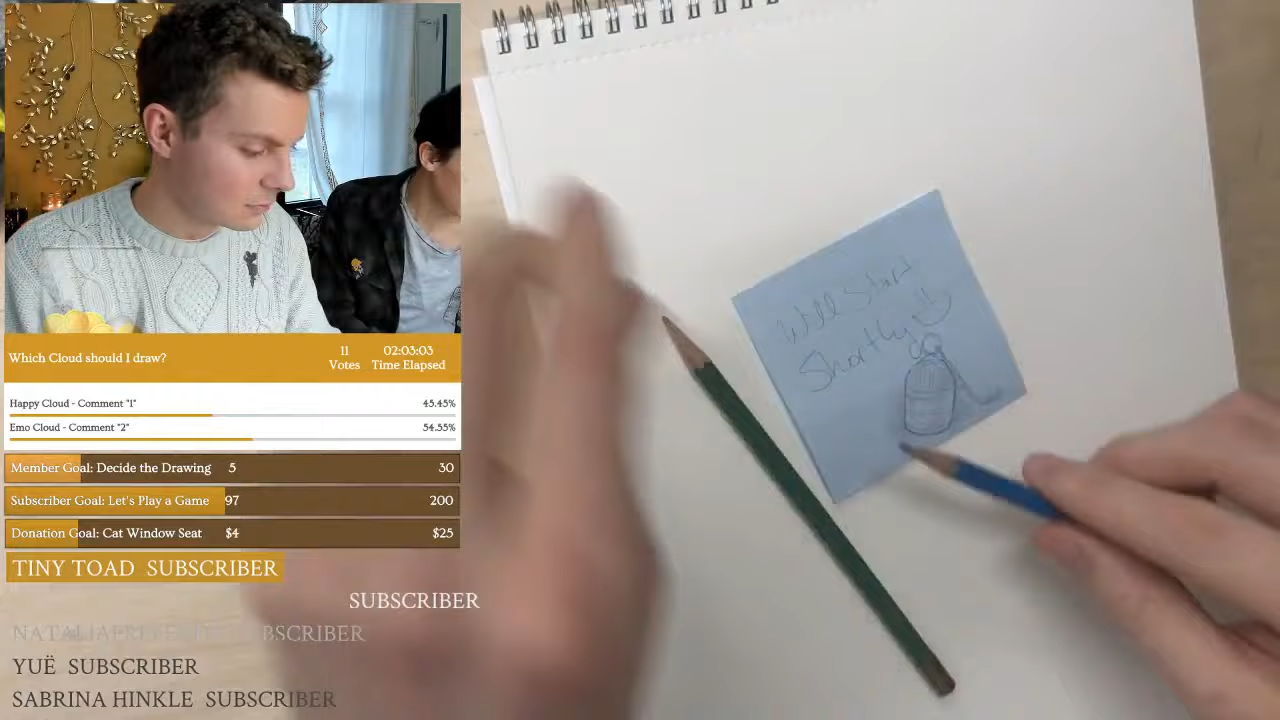 Which Cloud should I draw?
11 Votes
02:03:03 Time Elapsed
Happy Cloud - Comment "1" 45.45%
Emo Cloud - Comment "2" 54.55%
Member Goal: Decide the Drawing 5 30
Subscriber Goal: Let's Play a Game 97 200
Donation Goal: Cat Window Seat $4 $25
TINY TOAD SUBSCRIBER
SUBSCRIBER
YUË SUBSCRIBER
SABRINA HINKLE SUBSCRIBER
Will Start
Shortly